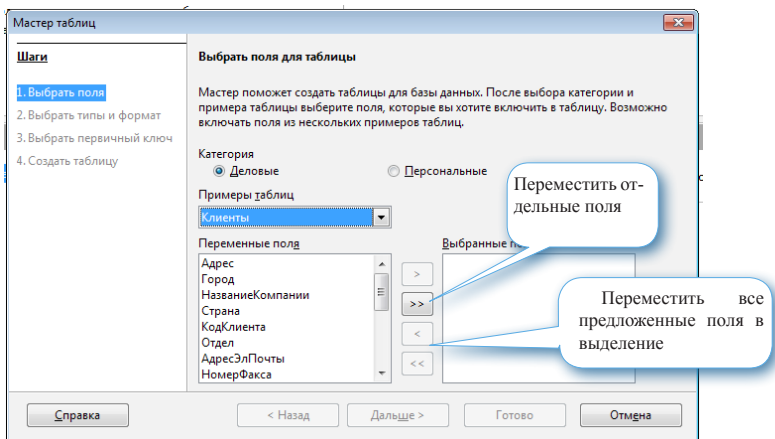 Мастер таблиц
Шаги
1. Выбрать поля
2. Выбрать типы и формат
3. Выбрать первичный ключ
4. Создать таблицу
Выбрать поля для таблицы
Мастер поможет создать таблицы для базы данных. После выбора категории и
примера таблицы выберите поля, которые вы хотите включить в таблицу. Возможно
включать поля из нескольких примеров таблиц.
Категория
Деловые
Персональные
Примеры таблиц
Клиенты
Переменные поля
Выбранные
Адрес
Город
НазваниеКомпании
Страна
КодКлиента
Отдел
АдресЭлПочты
НомерФакса
>
>>
<
<<
Переместить от-
дельные поля
Переместить все
предложенные поля в
выделение
Справка
< Назад
Дальше >
Готово
Отмена